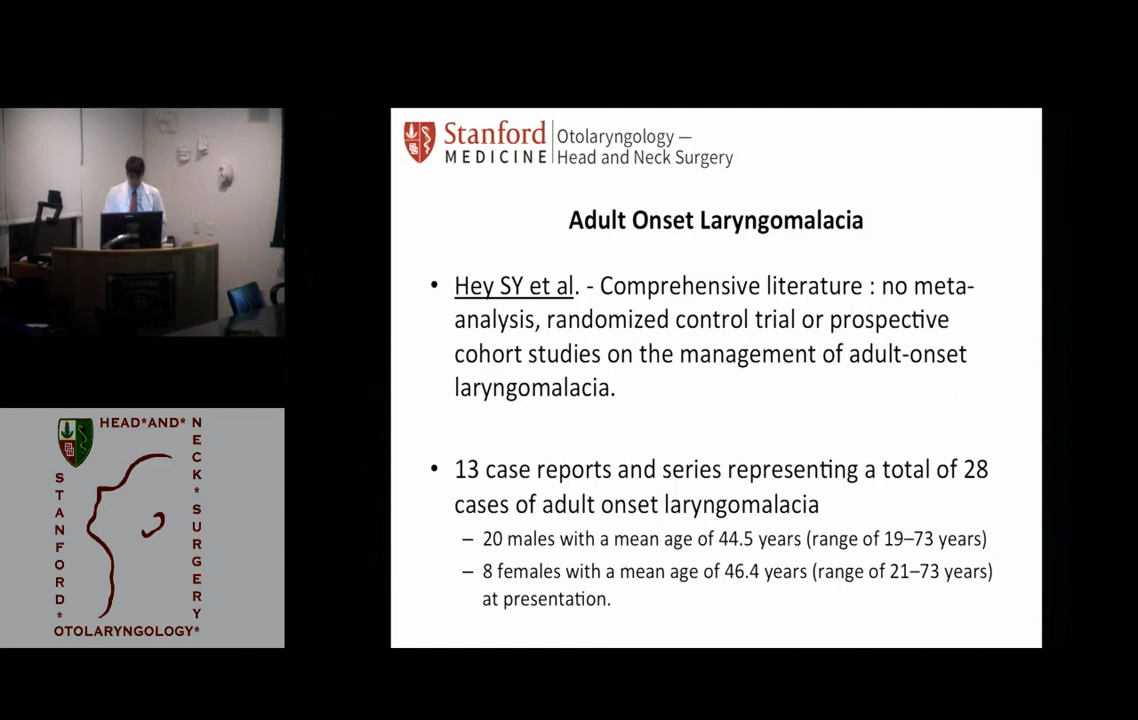 Stanford
MEDICINE
Otolaryngology —
Head and Neck Surgery
Adult Onset Laryngomalacia
• Hey SY et al. - Comprehensive literature : no meta-
analysis, randomized control trial or prospective
cohort studies on the management of adult-onset
laryngomalacia.
• 13 case reports and series representing a total of 28
cases of adult onset laryngomalacia
– 20 males with a mean age of 44.5 years (range of 19–73 years)
– 8 females with a mean age of 46.4 years (range of 21–73 years)
at presentation.
HEAD*AND*
NECK*SURGERY
STANFORD*
OTOLARYNGOLOGY*